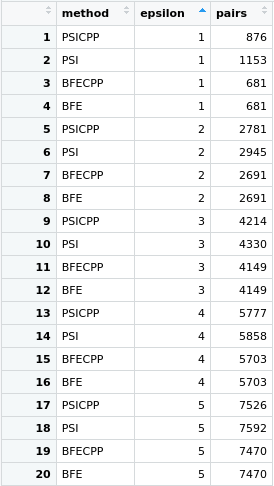 method epsilon pairs
1 PSICPP 1 876
2 PSI 1 1153
3 BFECPP 1 681
4 BFE 1 681
5 PSICPP 2 2781
6 PSI 2 2945
7 BFECPP 2 2691
8 BFE 2 2691
9 PSICPP 3 4214
10 PSI 3 4330
11 BFECPP 3 4149
12 BFE 3 4149
13 PSICPP 4 5777
14 PSI 4 5858
15 BFECPP 4 5703
16 BFE 4 5703
17 PSICPP 5 7526
18 PSI 5 7592
19 BFECPP 5 7470
20 BFE 5 7470